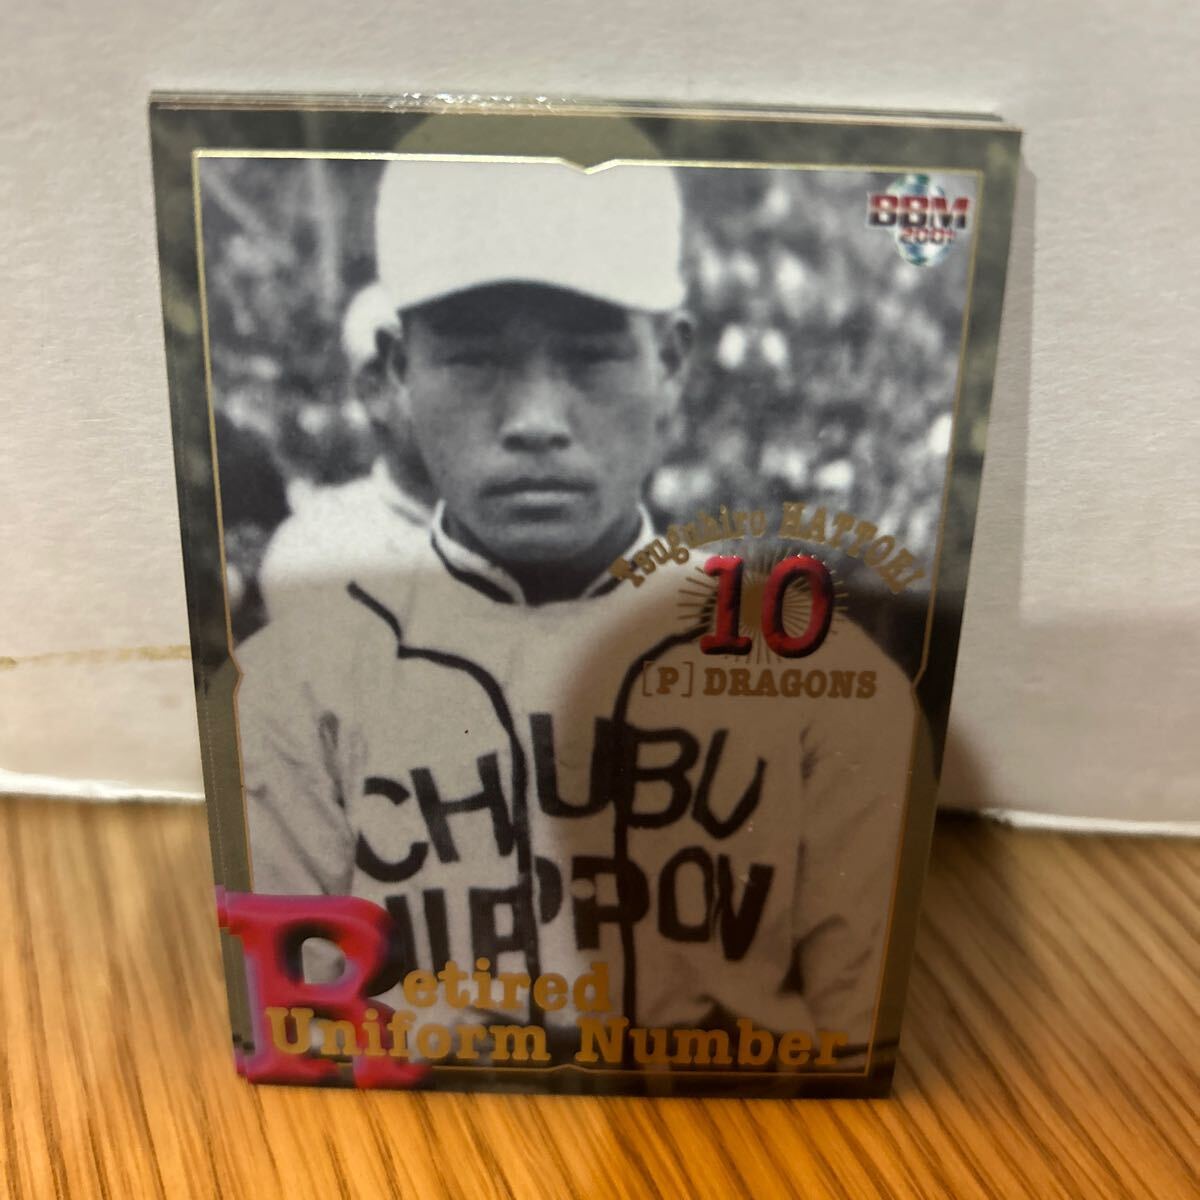 BBM
2001
Tsuguhiro HATTORI
10
[P] DRAGONS
CHUBU
NIPPON
Retired
Uniform Number